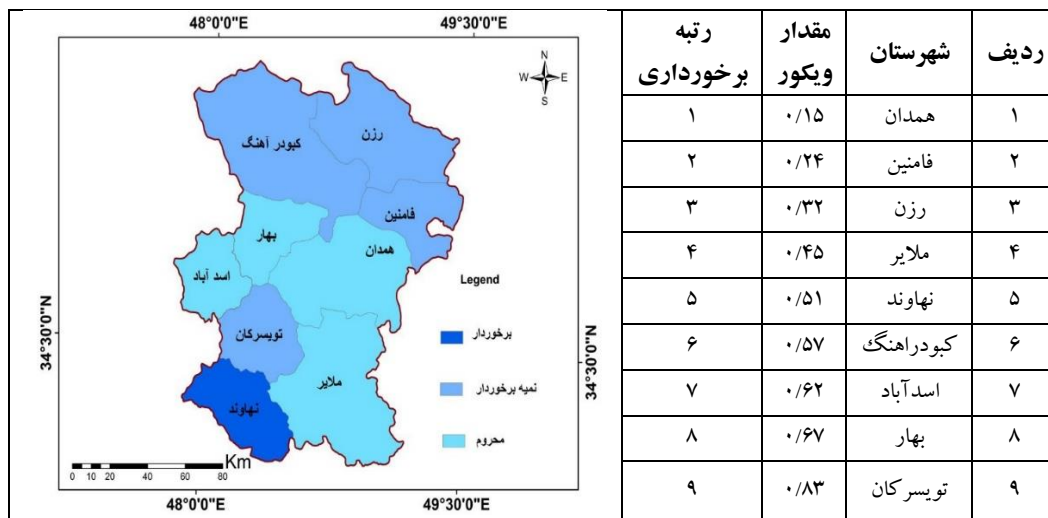 48°0'0"E 49°30'0"E
N
W E
S
رزن
کبودر آهنگ
فامنین
بهار
همدان
اسد آباد
Legend
تویسرکان
برخوردار
ملایر
نمیه برخوردار
نهاوند
محروم
34°30'0"N
34°30'0"N
Km
0 10 20 40 60 80
48°0'0"E 49°30'0"E
ردیف شهرستان مقدار ویکور رتبه برخورداری
۱ همدان ۰/۱۵ ۱
۲ فامنین ۰/۲۴ ۲
۳ رزن ۰/۳۲ ۳
۴ ملایر ۰/۴۵ ۴
۵ نهاوند ۰/۵۱ ۵
۶ کبودراهنگ ۰/۵۷ ۶
۷ اسدآباد ۰/۶۲ ۷
۸ بهار ۰/۶۷ ۸
۹ تویسرکان ۰/۸۳ ۹